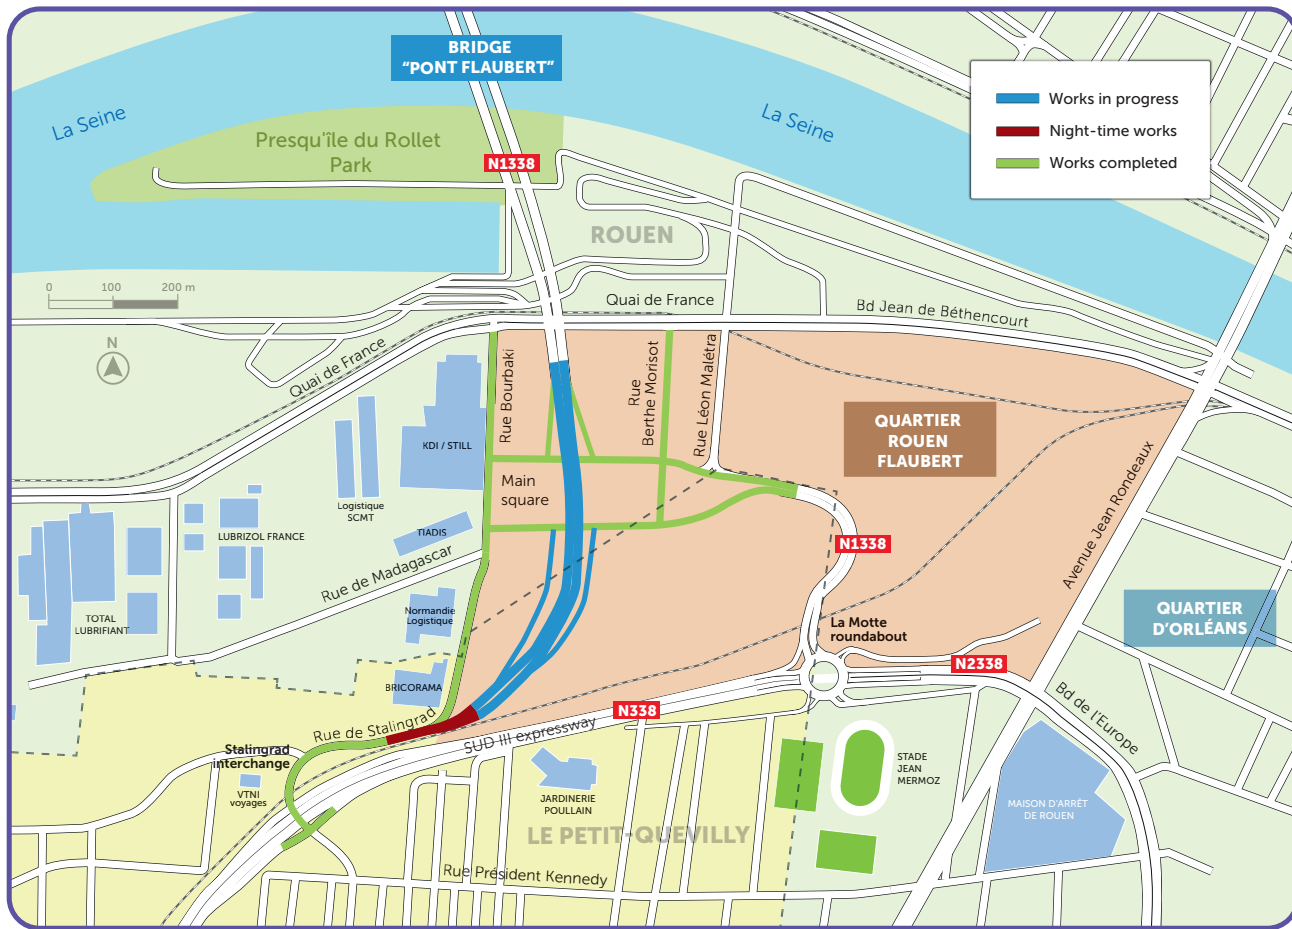 BRIDGE
“PONT FLAUBERT”
Works in progress
Night-time works
Works completed
La Seine
La Seine
Presqu'île du Rollet
Park
N1338
ROUEN
0 100 200 m
N
Quai de France
Bd Jean de Béthencourt
Quai de France
Rue Bourbaki
Rue
Berthe Morisot
Rue Léon Malétra
QUARTIER
ROUEN
FLAUBERT
KDI / STILL
Main
square
Logistique
SCMT
TIADIS
LUBRIZOL FRANCE
Rue de Madagascar
N1338
Avenue Jean Rondeaux
TOTAL
LUBRIFIANT
Normandie
Logistique
La Motte
roundabout
QUARTIER
D'ORLÉANS
N2338
BRICORAMA
Rue de Stalingrad
N338
SUD III expressway
Bd de l'Europe
Stalingrad
interchange
VTNI
voyages
JARDINERIE
POULLAIN
STADE
JEAN
MERMOZ
MAISON D'ARRÊT
DE ROUEN
LE PETIT-QUEVILLY
Rue Président Kennedy